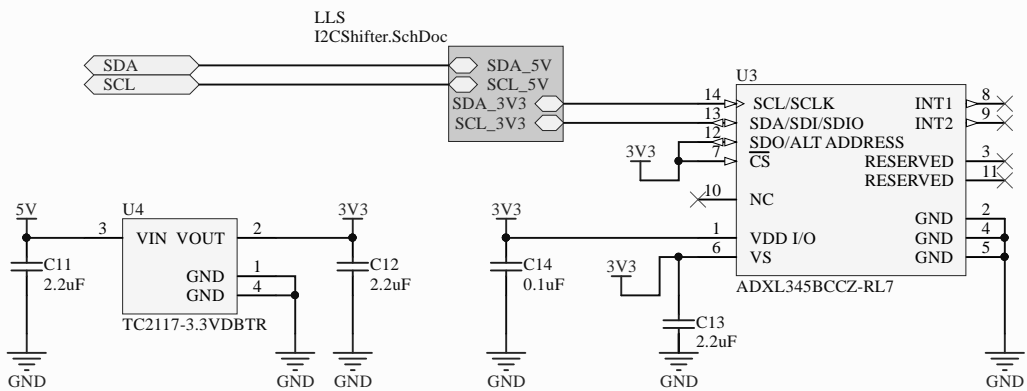 LLS
I2CShifter.SchDoc
SDA
SCL
SDA_5V
SCL_5V
SDA_3V3
SCL_3V3
U3
14 SCL/SCLK INT1 8
13 SDA/SDI/SDIO INT2 9
12 SDO/ALT ADDRESS
7 CS RESERVED 3
RESERVED 11
10 NC
GND 2
1 VDD I/O GND 4
6 VS GND 5
ADXL345BCCZ-RL7
3V3
5V
U4
3 VIN VOUT 2
GND 1
GND 4
TC2117-3.3VDBTR
C11
2.2uF
3V3
C12
2.2uF
3V3
C14
0.1uF
3V3
C13
2.2uF
GND
GND
GND
GND
GND
GND